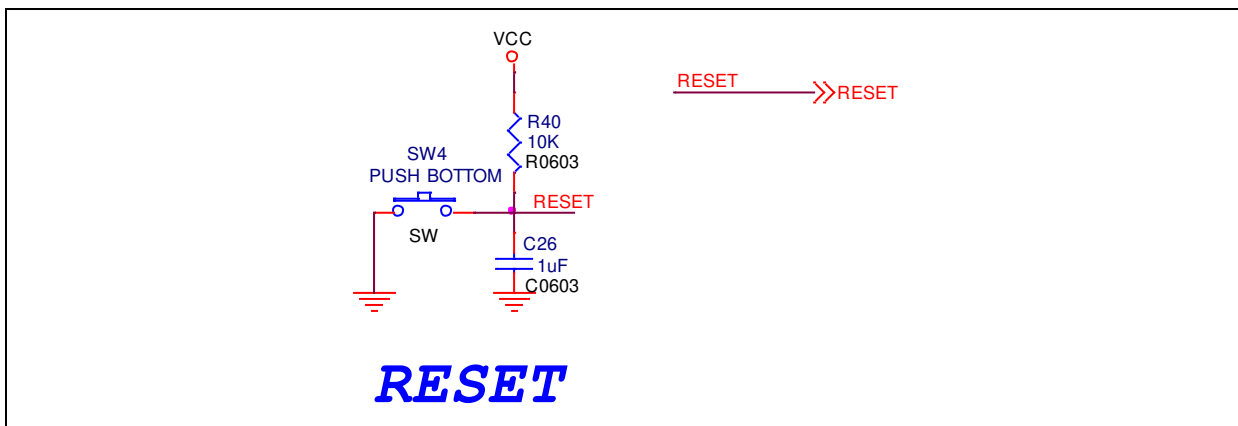 VCC
RESET
RESET
R40
10K
R0603
SW4
PUSH BOTTOM
RESET
SW
C26
1uF
C0603
RESET